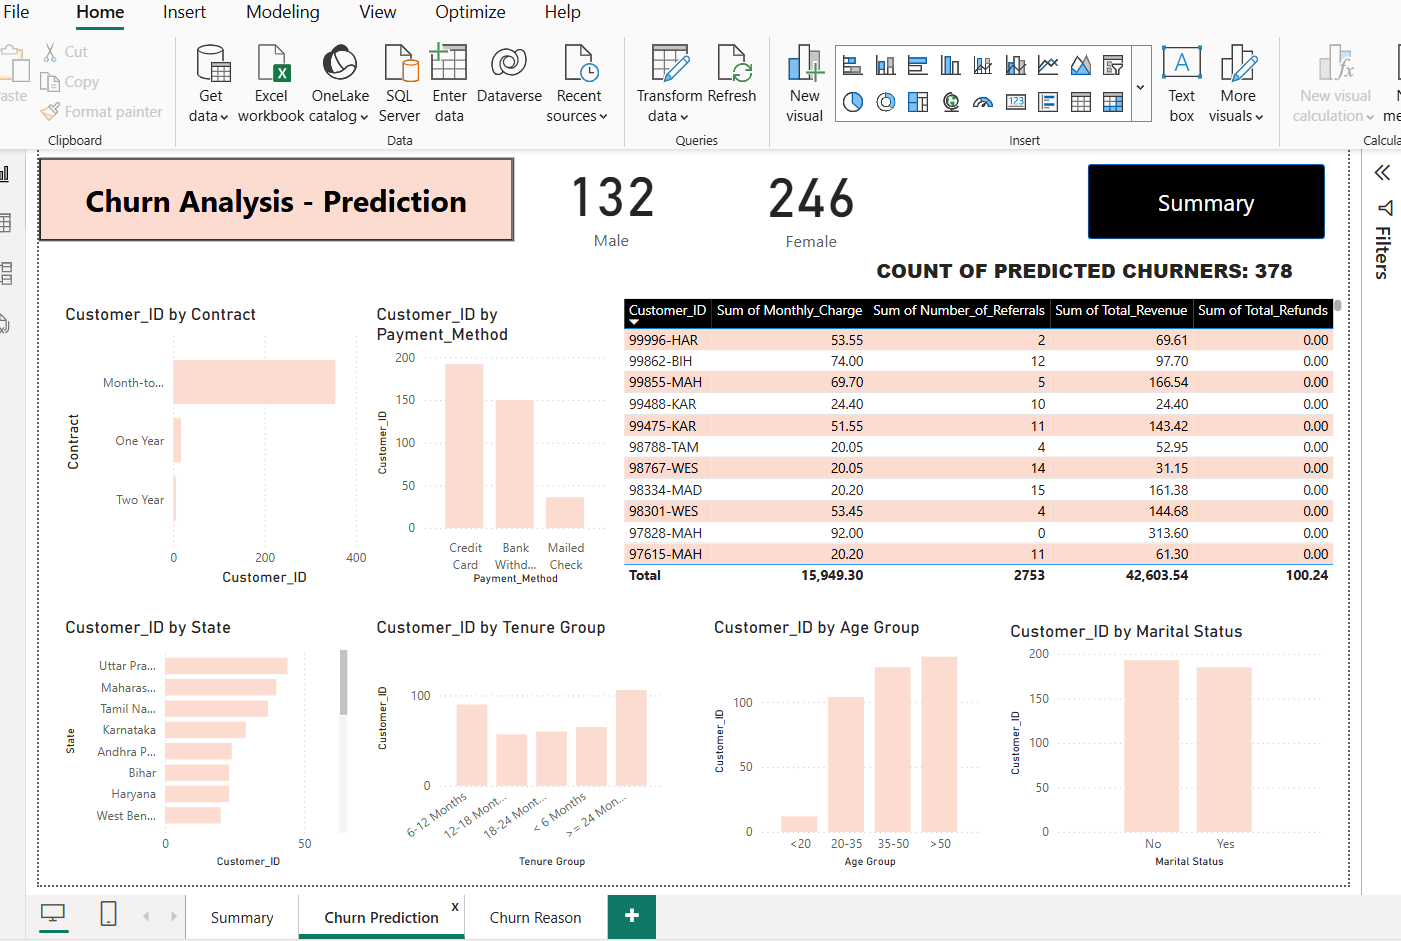 File Home Insert Modeling View Optimize Help
Cut
Copy
Format painter
Clipboard
Get data
Excel workbook
OneLake catalog
SQL Server
Enter data
Dataverse
Recent sources
Data
Transform data
Refresh
Queries
New visual
123
A
Text box
More visuals
Insert
fx
New visual calculation
Churn Analysis - Prediction
132
Male
246
Female
Summary
Filters
COUNT OF PREDICTED CHURNERS: 378
Customer_ID by Contract
Contract
Month-to...
One Year
Two Year
0 200 400
Customer_ID
Customer_ID by
Payment_Method
Customer_ID
200
150
100
50
0
Credit Card
Bank Withd...
Mailed Check
Payment_Method
Customer_ID Sum of Monthly_Charge Sum of Number_of_Referrals Sum of Total_Revenue Sum of Total_Refunds
99996-HAR 53.55 2 69.61 0.00
99862-BIH 74.00 12 97.70 0.00
99855-MAH 69.70 5 166.54 0.00
99488-KAR 24.40 10 24.40 0.00
99475-KAR 51.55 11 143.42 0.00
98788-TAM 20.05 4 52.95 0.00
98767-WES 20.05 14 31.15 0.00
98334-MAD 20.20 15 161.38 0.00
98301-WES 53.45 4 144.68 0.00
97828-MAH 92.00 0 313.60 0.00
97615-MAH 20.20 11 61.30 0.00
Total 15,949.30 2753 42,603.54 100.24
Customer_ID by State
State
Uttar Pra...
Maharas...
Tamil Na...
Karnataka
Andhra P...
Bihar
Haryana
West Ben...
0 50
Customer_ID
Customer_ID by Tenure Group
Customer_ID
100
0
6-12 Months
12-18 Mont...
18-24 Mont...
< 6 Months
>= 24 Mon...
Tenure Group
Customer_ID by Age Group
Customer_ID
100
50
0
<20 20-35 35-50 >50
Age Group
Customer_ID by Marital Status
Customer_ID
200
150
100
50
0
No Yes
Marital Status
Summary Churn Prediction x Churn Reason +